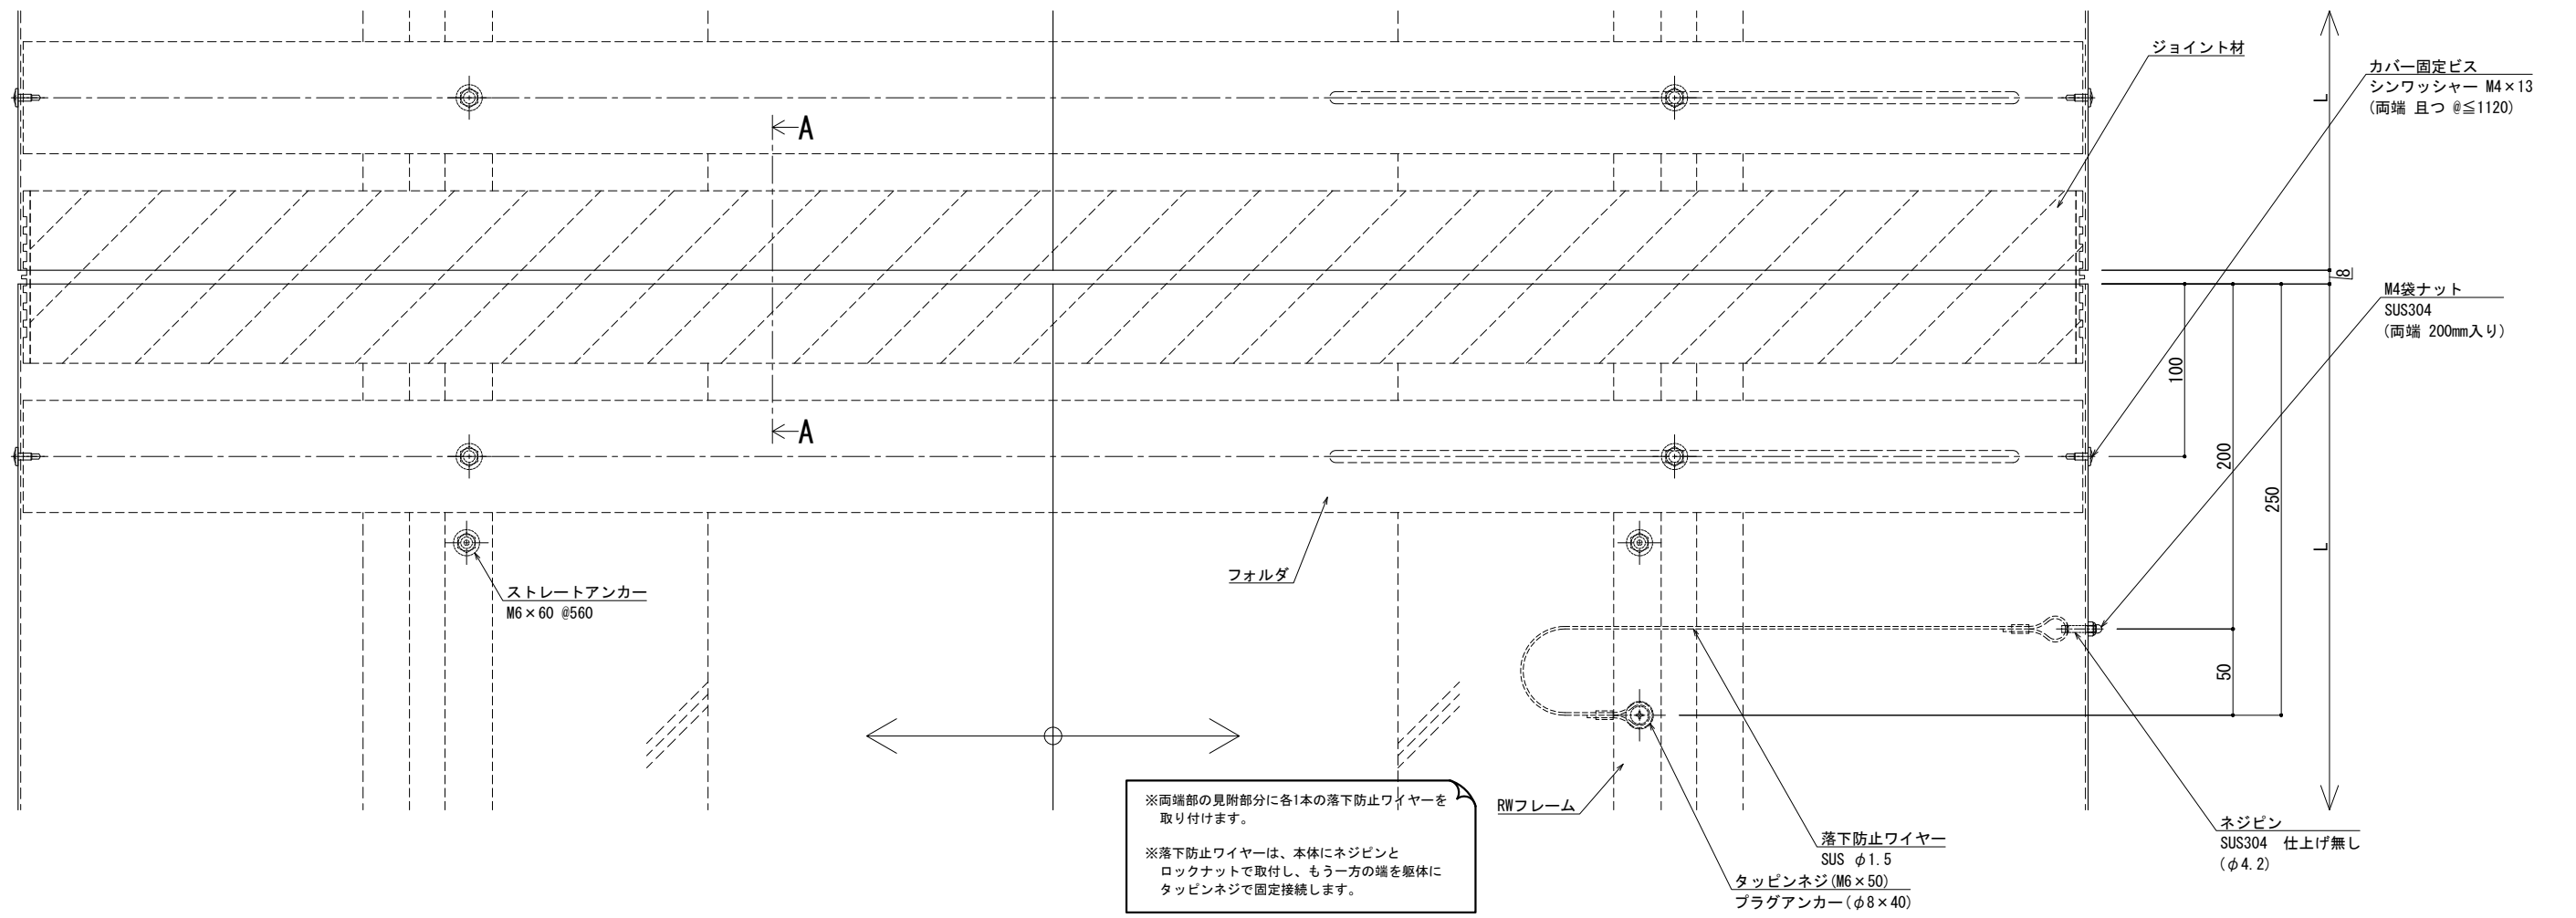 ジョイント材
カバー固定ビス
シンワッシャー M4×13
(両端 且つ @≦1120)
L
A
8
M4袋ナット
SUS304
(両端 200mm入り)
100
A
200
250
フォルダ
L
ストレートアンカー
M6×60 @560
50
※両端部の見附部分に各1本の落下防止ワイヤーを
取り付けます。
※落下防止ワイヤーは、本体にネジピンと
ロックナットで取付し、もう一方の端を躯体に
タッピンネジで固定接続します。
RWフレーム
落下防止ワイヤー
SUS φ1.5
タッピンネジ(M6×50)
プラグアンカー(φ8×40)
ネジピン
SUS304 仕上げ無し
(φ4.2)